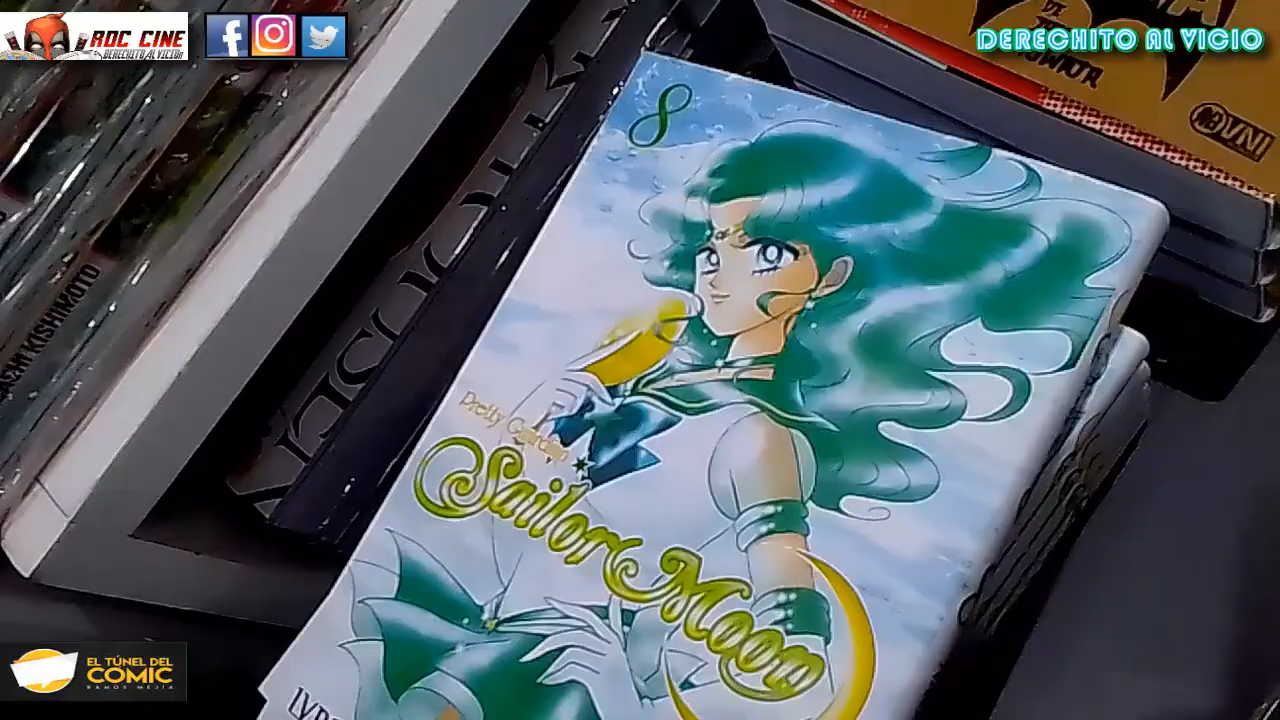 ROC CINE
DERECHITO AL VICIO
f
DERECHITO AL VICIO
OVNI
8
KISHIMOTO
Pretty Guardian
Sailor Moon
EL TÚNEL DEL
COMIC
RAMOS MEJÍA